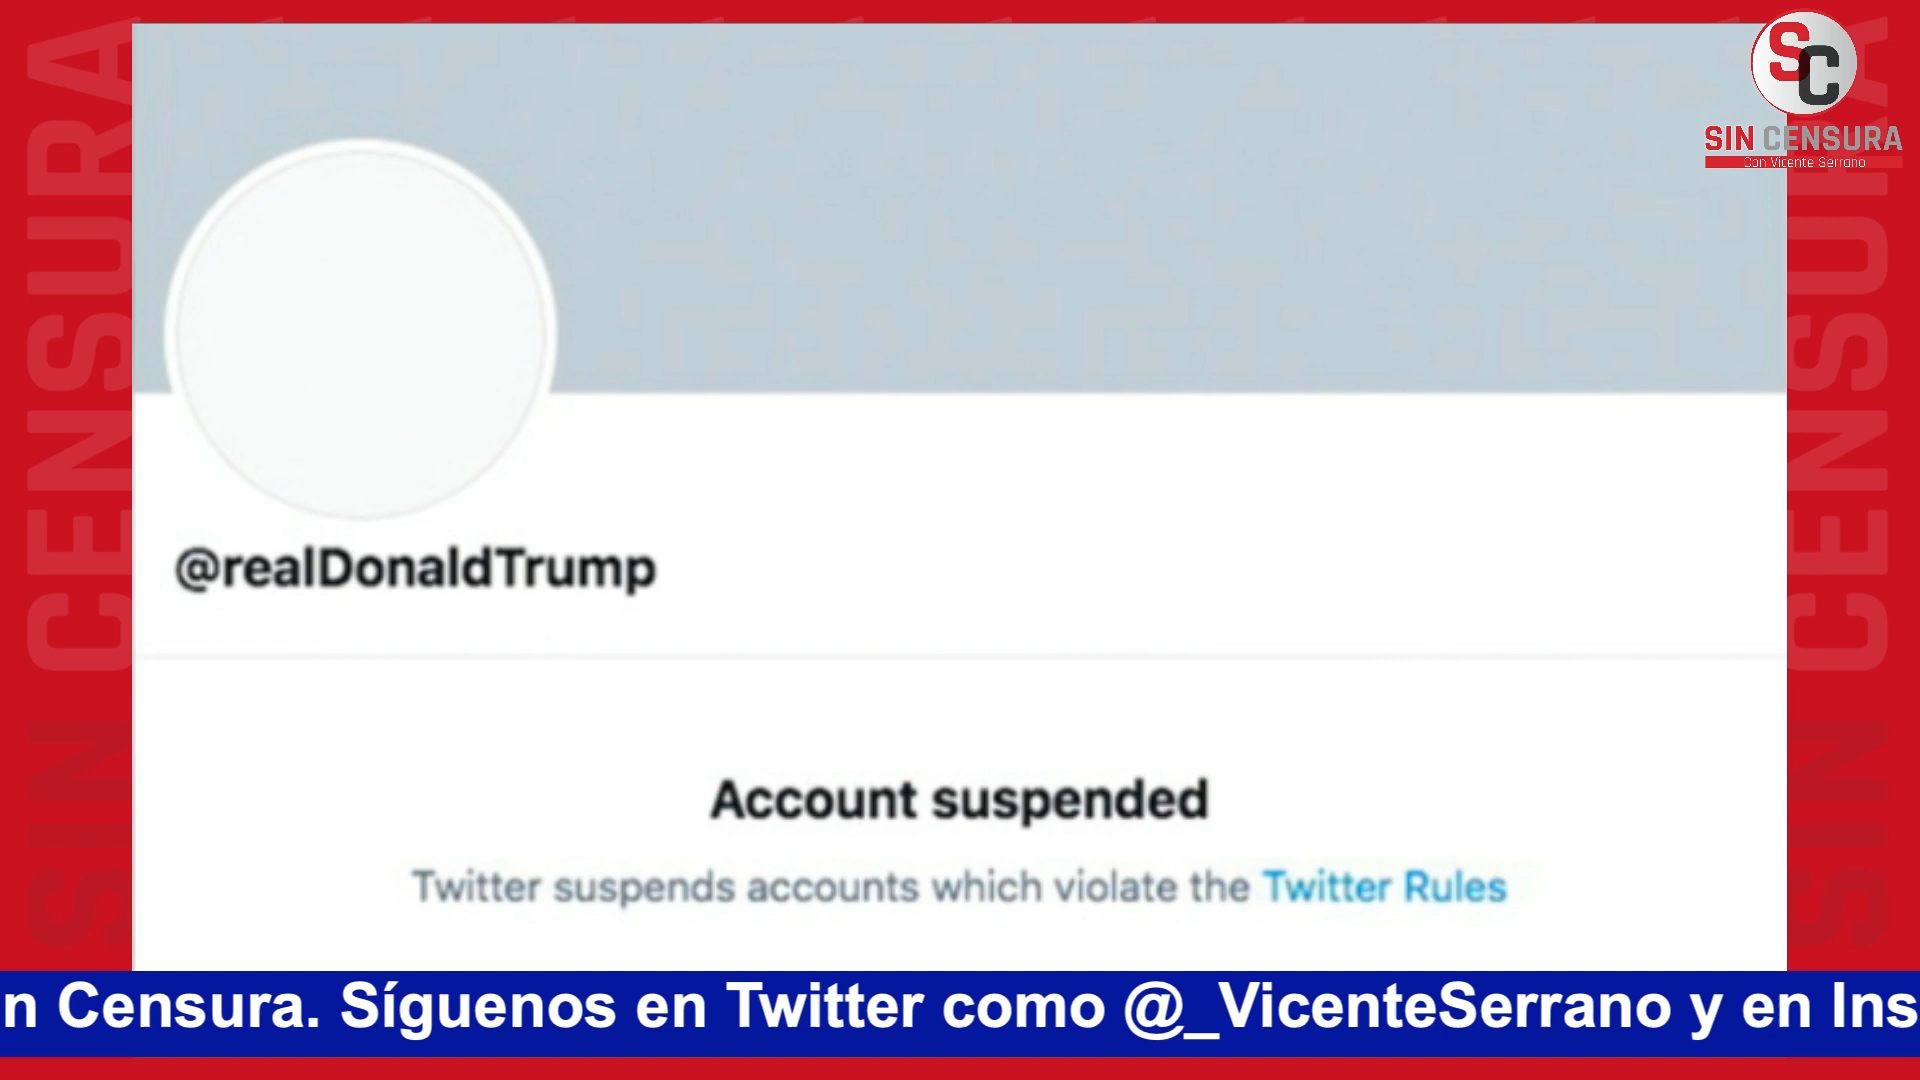 SC
SIN CENSURA
Con Vicente Serrano
SIN CENSURA
SIN CENSURA
@realDonaldTrump
Account suspended
Twitter suspends accounts which violate the Twitter Rules
n Censura. Síguenos en Twitter como @_VicenteSerrano y en Ins